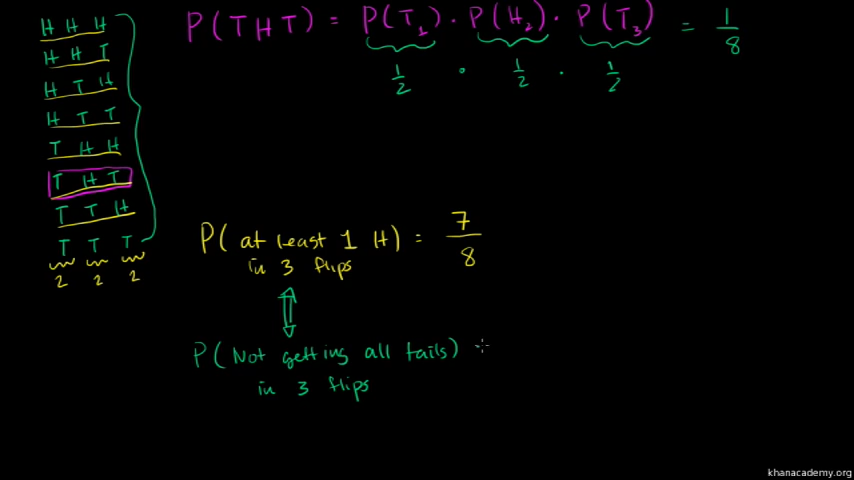 H H H
H H T
H T H
H T T
T H H
T H T
T T H
T T T
2 2 2
P(THT) = P(T₁) · P(H₂) · P(T₃) = 1/8
1/2 · 1/2 · 1/2
P(at least 1 H) = 7/8
in 3 flips
P(Not getting all tails)
in 3 flips
khanacademy.org